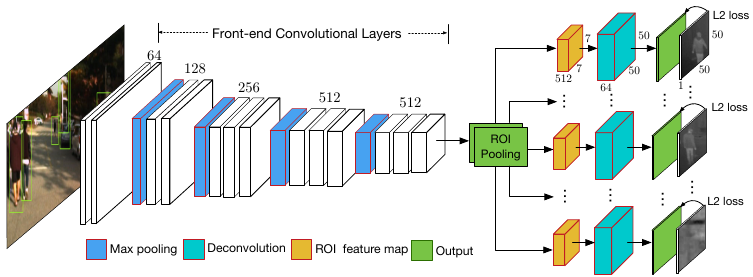 Front-end Convolutional Layers
64
128
256
512
512
ROI
Pooling
7
7
512
50
50
64
L2 loss
50
50
1
L2 loss
L2 loss
Max pooling
Deconvolution
ROI feature map
Output